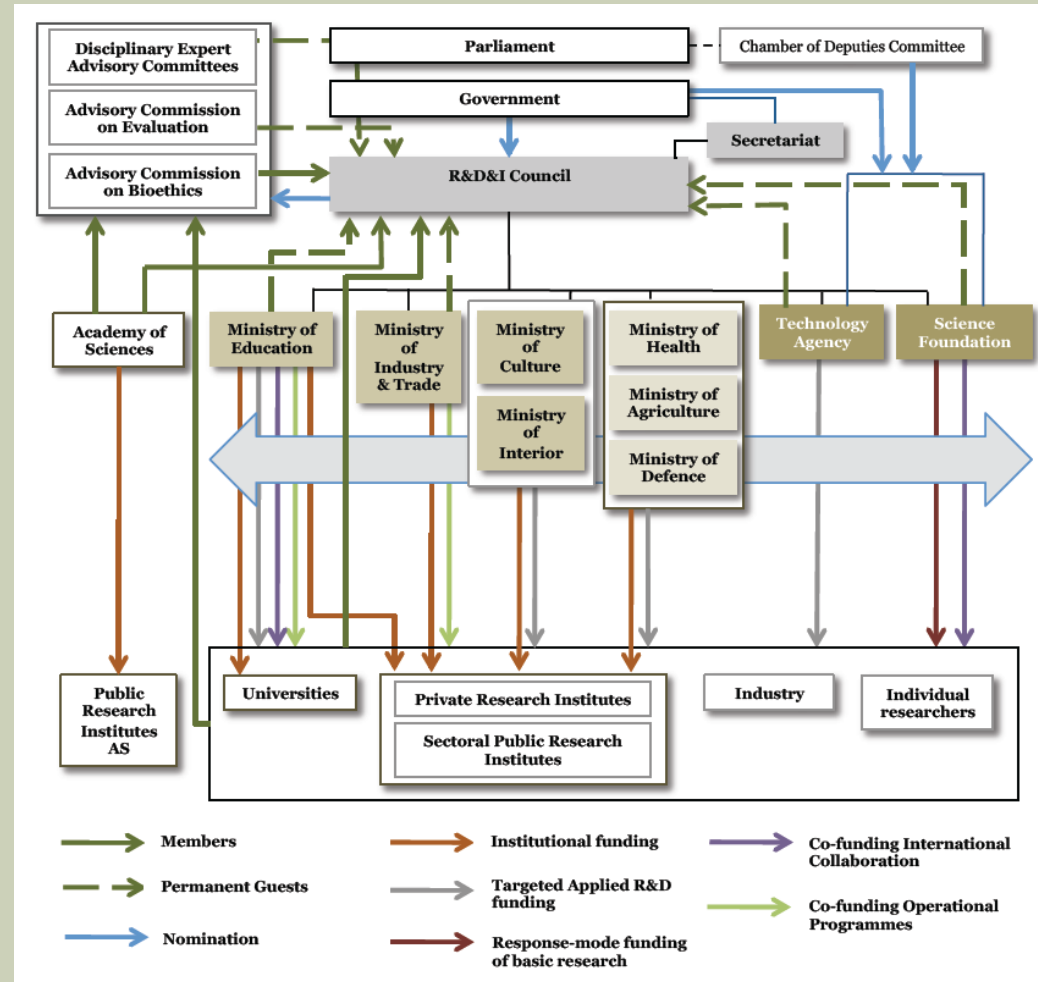 Disciplinary Expert
Advisory Committees
Advisory Commission
on Evaluation
Advisory Commission
on Bioethics
Parliament
Chamber of Deputies Committee
Government
Secretariat
R&D&I Council
Academy of
Sciences
Ministry of
Education
Ministry
of
Industry
& Trade
Ministry
of
Culture
Ministry
of
Interior
Ministry of
Health
Ministry of
Agriculture
Ministry of
Defence
Technology
Agency
Science
Foundation
Public
Research
Institutes
AS
Universities
Private Research Institutes
Sectoral Public Research
Institutes
Industry
Individual
researchers
Members
Permanent Guests
Nomination
Institutional funding
Targeted Applied R&D
funding
Response-mode funding
of basic research
Co-funding International
Collaboration
Co-funding Operational
Programmes